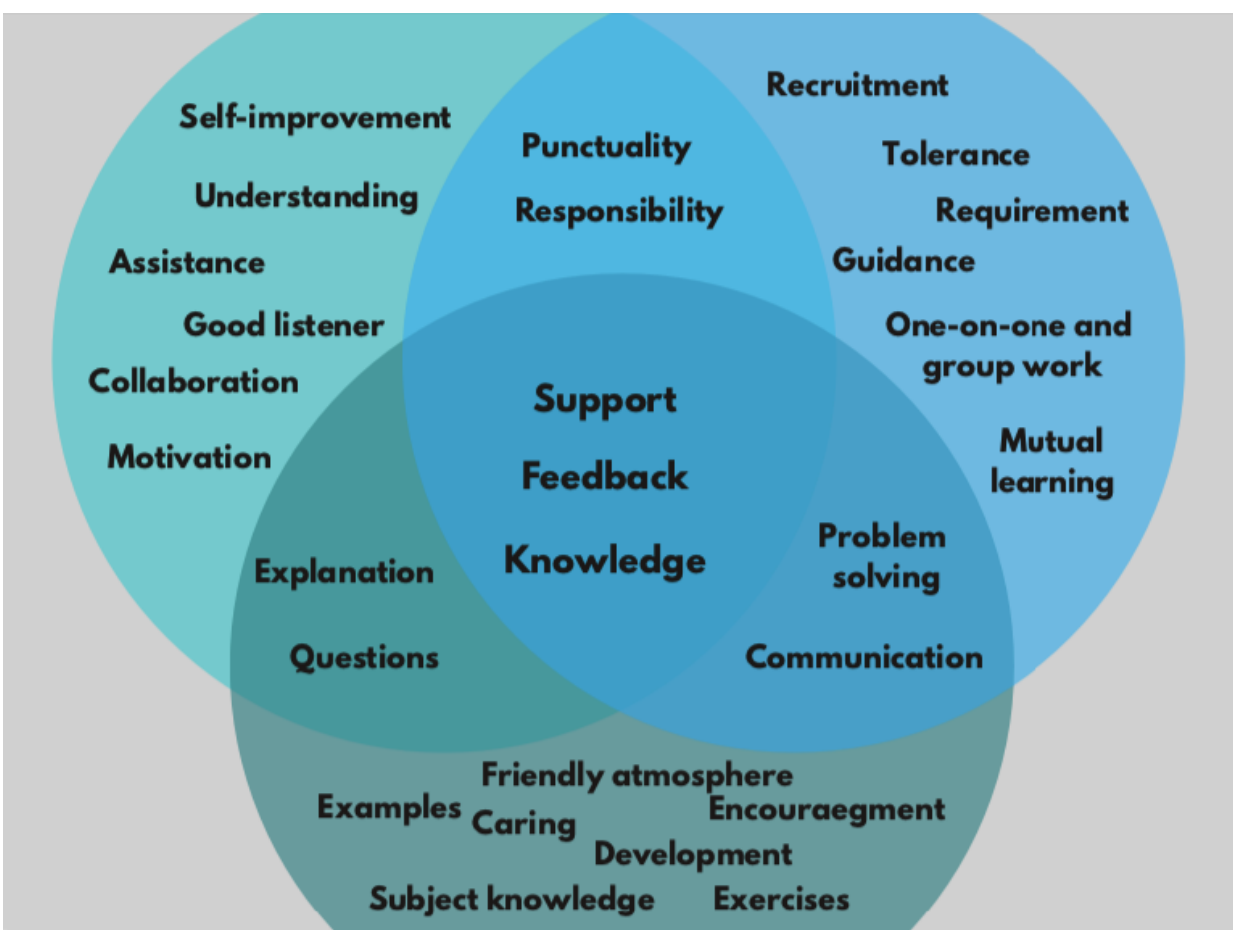 Self-improvement
Understanding
Assistance
Good listener
Collaboration
Motivation
Punctuality
Responsibility
Recruitment
Tolerance
Requirement
Guidance
One-on-one and
group work
Mutual
learning
Support
Feedback
Knowledge
Explanation
Questions
Problem
solving
Communication
Friendly atmosphere
Examples
Caring
Encouraegment
Development
Subject knowledge
Exercises